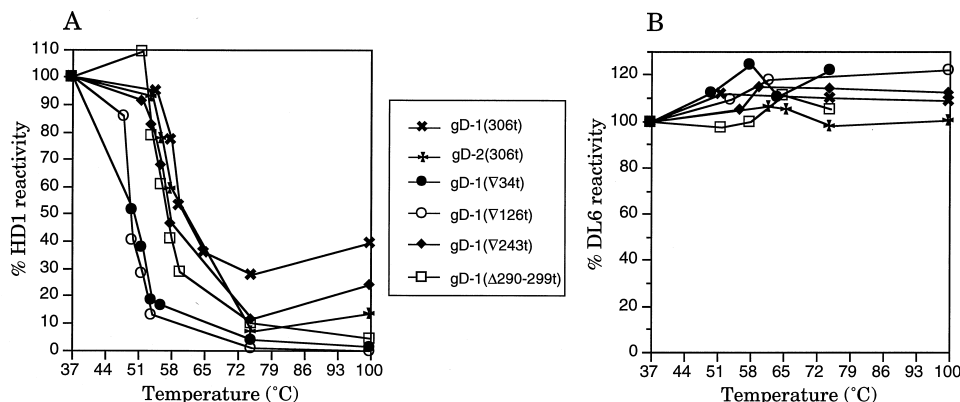 A
% HD1 reactivity
110
100
90
80
70
60
50
40
30
20
10
0
37 44 51 58 65 72 79 86 93 100
Temperature (°C)
gD-1(306t)
gD-2(306t)
gD-1(∇34t)
gD-1(∇126t)
gD-1(∇243t)
gD-1(Δ290-299t)
B
% DL6 reactivity
120
100
80
60
40
20
0
37 44 51 58 65 72 79 86 93 100
Temperature (°C)